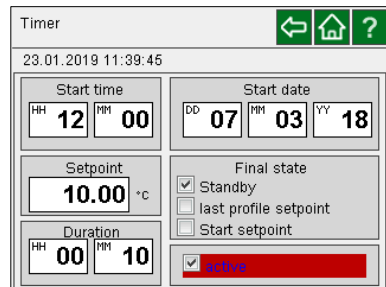 Timer
?
23.01.2019 11:39:45
Start time
HH 12 MM 00
Start date
DD 07 MM 03 YY 18
Setpoint
10.00 °C
Final state
Standby
last profile setpoint
Start setpoint
Duration
HH 00 MM 10
active